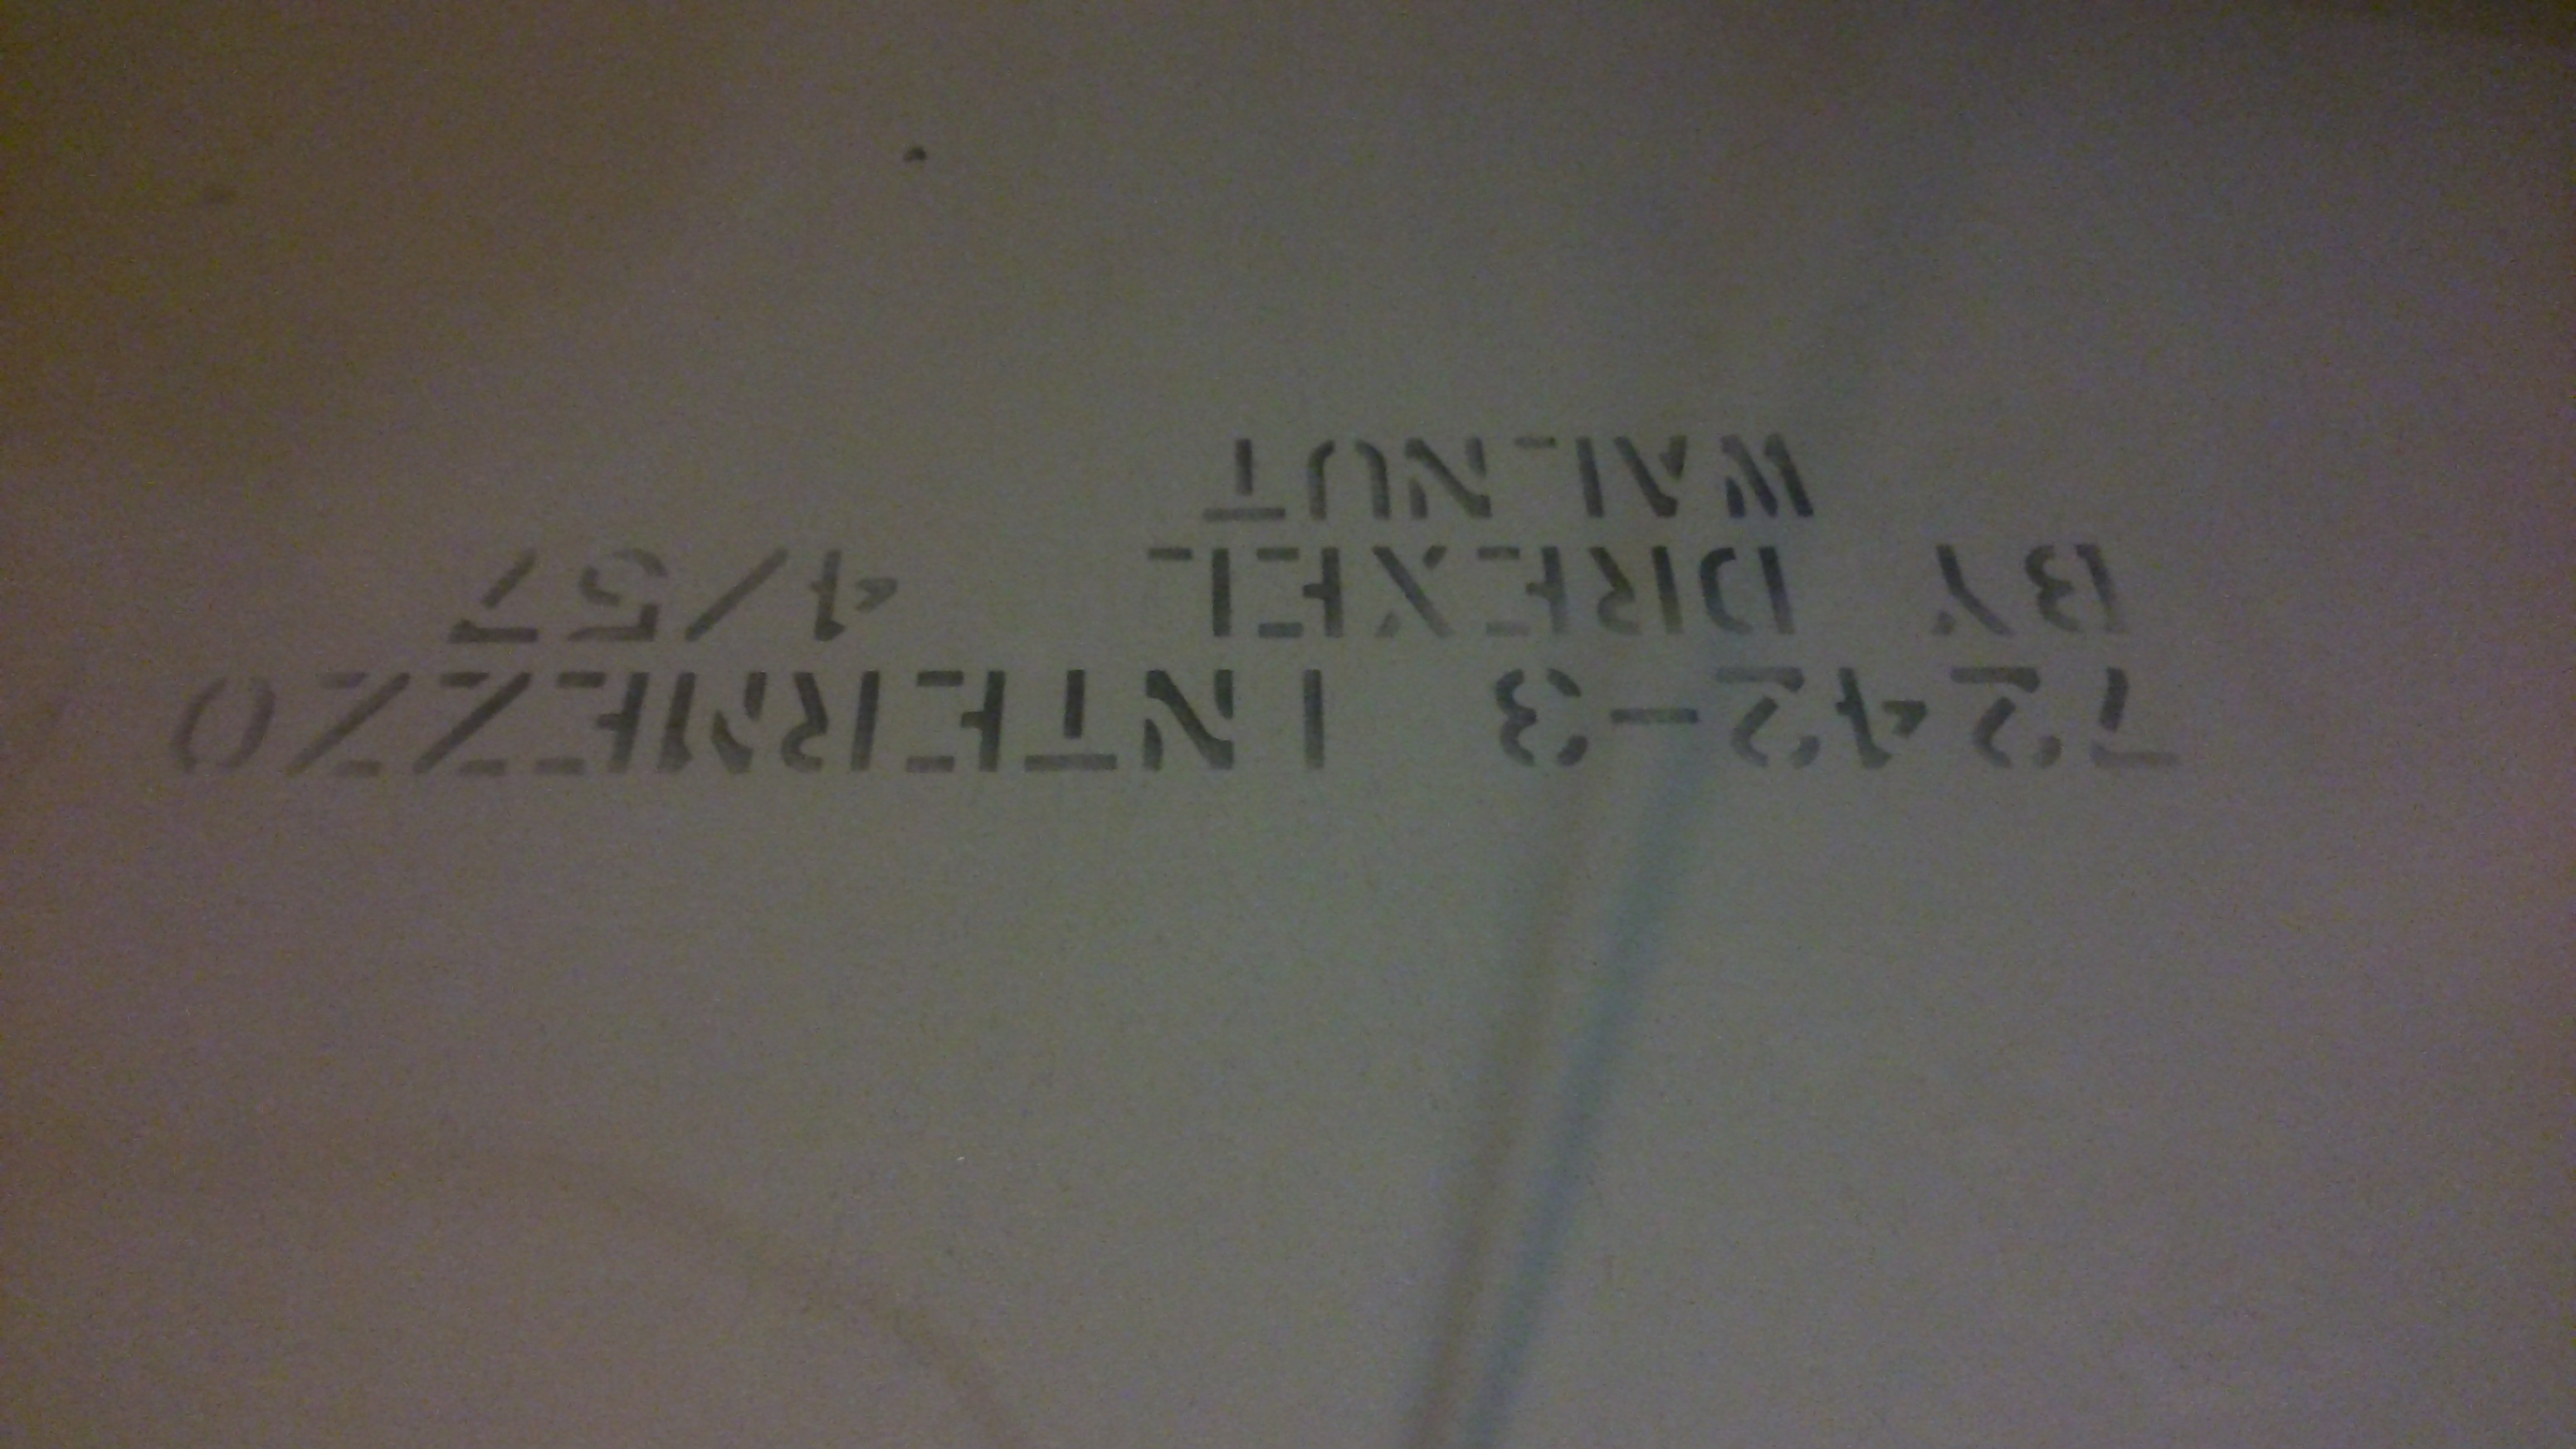 7242-3 INTERMEZZO
BY DREXEL 4/57
WALNUT